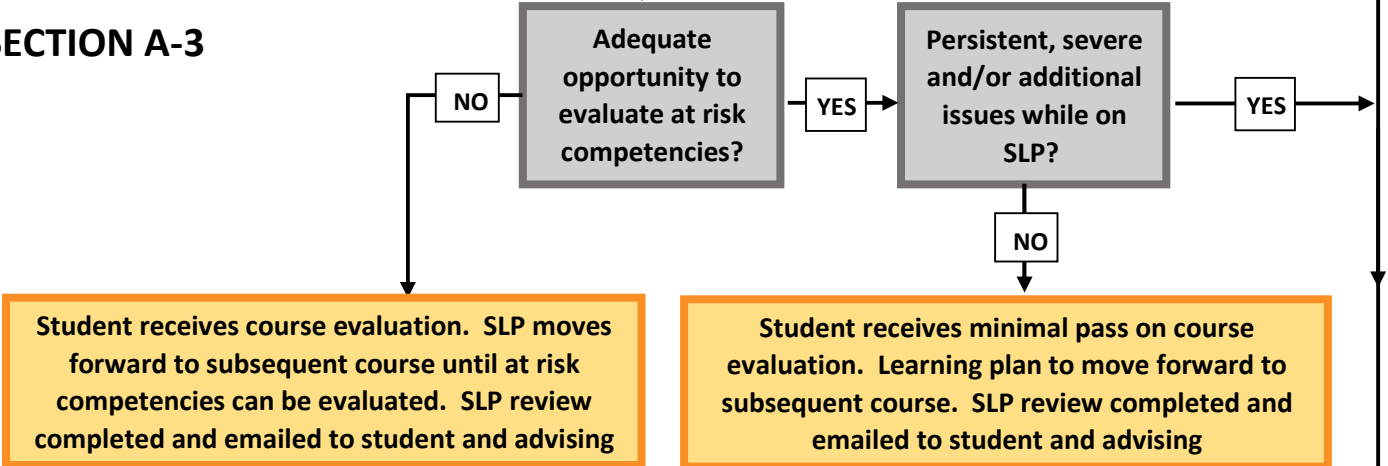 SECTION A-3
Adequate
opportunity to
evaluate at risk
competencies?
Persistent, severe
and/or additional
issues while on
SLP?
NO
YES
YES
NO
Student receives course evaluation. SLP moves
forward to subsequent course until at risk
competencies can be evaluated. SLP review
completed and emailed to student and advising
Student receives minimal pass on course
evaluation. Learning plan to move forward to
subsequent course. SLP review completed and
emailed to student and advising